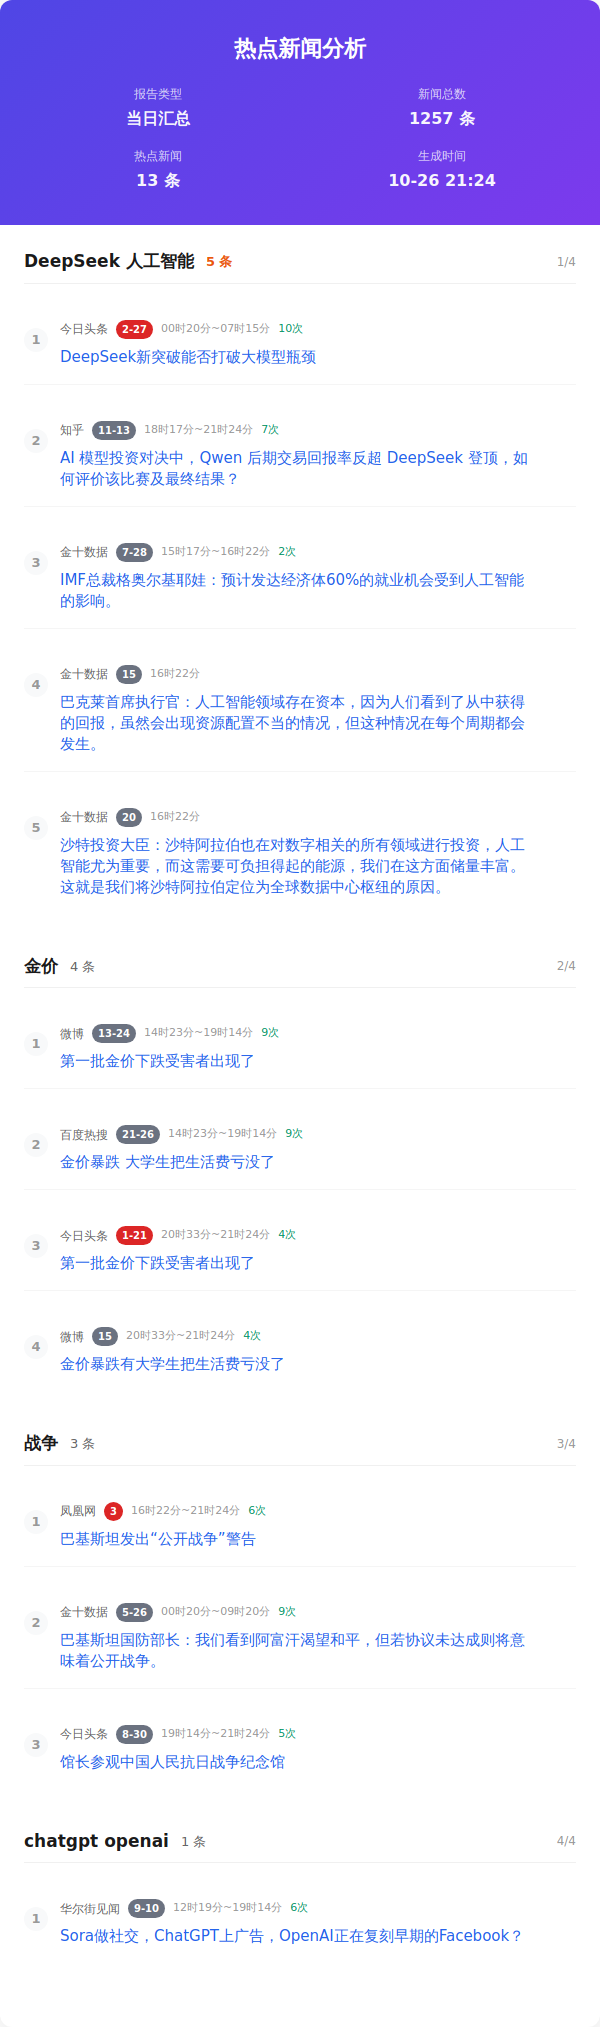 热点新闻分析
报告类型
当日汇总
新闻总数
1257 条
热点新闻
13 条
生成时间
10-26 21:24
DeepSeek 人工智能 5 条 1/4
1 今日头条 2-27 00时20分~07时15分 10次
DeepSeek新突破能否打破大模型瓶颈
2 知乎 11-13 18时17分~21时24分 7次
AI 模型投资对决中，Qwen 后期交易回报率反超 DeepSeek 登顶，如
何评价该比赛及最终结果？
3 金十数据 7-28 15时17分~16时22分 2次
IMF总裁格奥尔基耶娃：预计发达经济体60%的就业机会受到人工智能
的影响。
4 金十数据 15 16时22分
巴克莱首席执行官：人工智能领域存在资本，因为人们看到了从中获得
的回报，虽然会出现资源配置不当的情况，但这种情况在每个周期都会
发生。
5 金十数据 20 16时22分
沙特投资大臣：沙特阿拉伯也在对数字相关的所有领域进行投资，人工
智能尤为重要，而这需要可负担得起的能源，我们在这方面储量丰富。
这就是我们将沙特阿拉伯定位为全球数据中心枢纽的原因。
金价 4 条 2/4
1 微博 13-24 14时23分~19时14分 9次
第一批金价下跌受害者出现了
2 百度热搜 21-26 14时23分~19时14分 9次
金价暴跌 大学生把生活费亏没了
3 今日头条 1-21 20时33分~21时24分 4次
第一批金价下跌受害者出现了
4 微博 15 20时33分~21时24分 4次
金价暴跌有大学生把生活费亏没了
战争 3 条 3/4
1 凤凰网 3 16时22分~21时24分 6次
巴基斯坦发出“公开战争”警告
2 金十数据 5-26 00时20分~09时20分 9次
巴基斯坦国防部长：我们看到阿富汗渴望和平，但若协议未达成则将意
味着公开战争。
3 今日头条 8-30 19时14分~21时24分 5次
馆长参观中国人民抗日战争纪念馆
chatgpt openai 1 条 4/4
1 华尔街见闻 9-10 12时19分~19时14分 6次
Sora做社交，ChatGPT上广告，OpenAI正在复刻早期的Facebook？